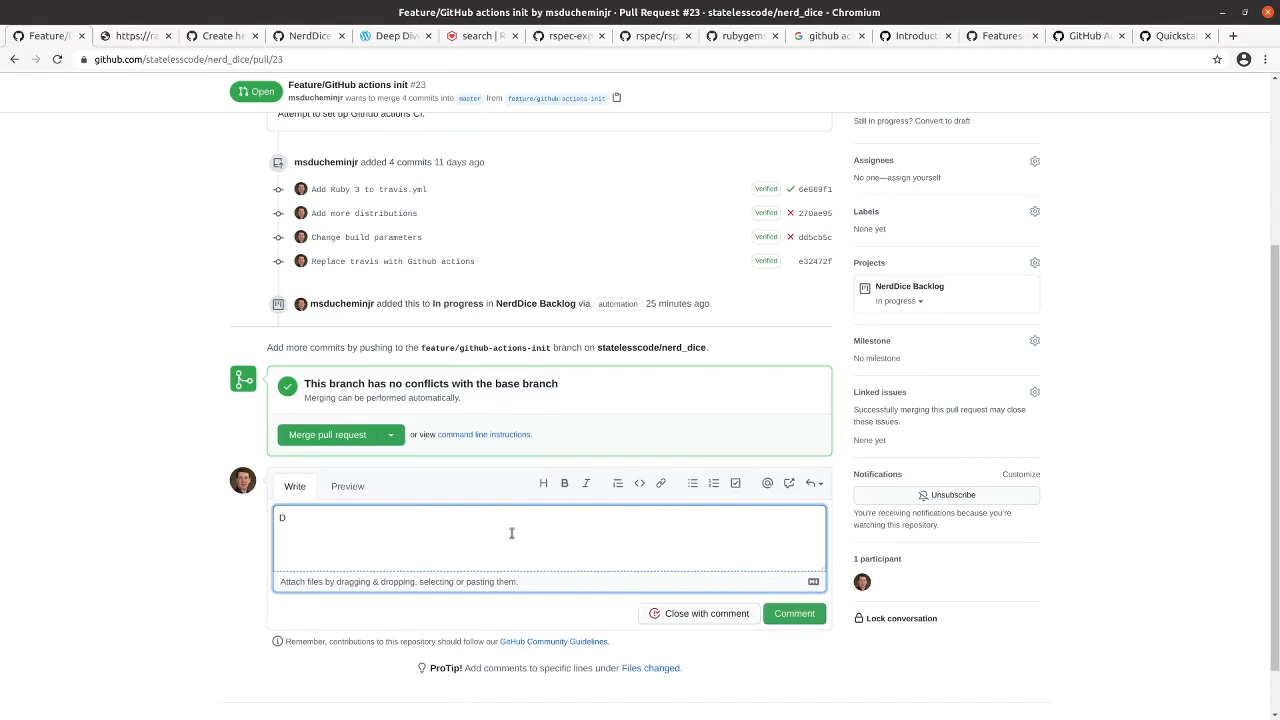 Feature/GitHub actions init by msducheminjr · Pull Request #23 · statelesscode/nerd_dice - Chromium
Feature/G
https://ra
Create he
NerdDice
Deep Div
search | R
rspec-exp
rspec/rsp
rubygems
github ac
Introduct
Features
GitHub Ac
Quickstar
github.com/statelesscode/nerd_dice/pull/23
Open
Feature/GitHub actions init #23
msducheminjr wants to merge 4 commits into master from feature/github-actions-init
Attempt to set up Github actions CI.
msducheminjr added 4 commits 11 days ago
Add Ruby 3 to travis.yml Verified 6e669f1
Add more distributions Verified 270ae95
Change build parameters Verified dd5cb5c
Replace travis with Github actions Verified e32472f
msducheminjr added this to In progress in NerdDice Backlog via automation 25 minutes ago
Add more commits by pushing to the feature/github-actions-init branch on statelesscode/nerd_dice.
This branch has no conflicts with the base branch
Merging can be performed automatically.
Merge pull request
or view command line instructions.
Write
Preview
D
Attach files by dragging & dropping, selecting or pasting them.
Close with comment
Comment
Remember, contributions to this repository should follow our GitHub Community Guidelines.
ProTip! Add comments to specific lines under Files changed.
Still in progress? Convert to draft
Assignees
No one—assign yourself
Labels
None yet
Projects
NerdDice Backlog
In progress
Milestone
No milestone
Linked issues
Successfully merging this pull request may close
these issues.
None yet
Notifications
Customize
Unsubscribe
You're receiving notifications because you're
watching this repository.
1 participant
Lock conversation